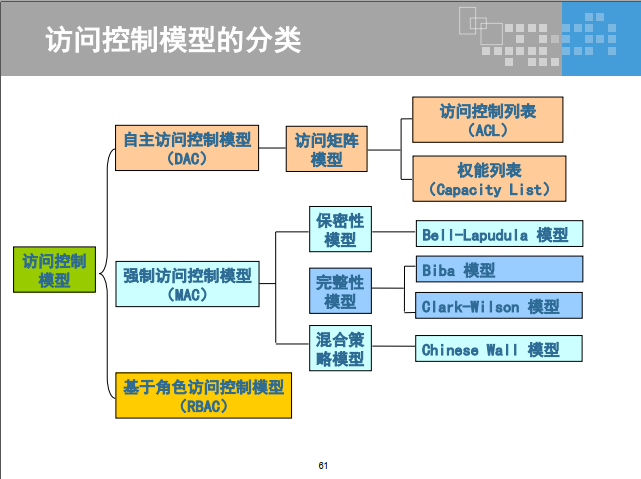 访问控制模型的分类
自主访问控制模型
（DAC）
访问矩阵
模型
访问控制列表
（ACL）
权能列表
（Capacity List）
访问控制
模型
强制访问控制模型
（MAC）
保密性
模型
Bell-Lapudula 模型
完整性
模型
Biba 模型
Clark-Wilson 模型
混合策
略模型
Chinese Wall 模型
基于角色访问控制模型
（RBAC）
61